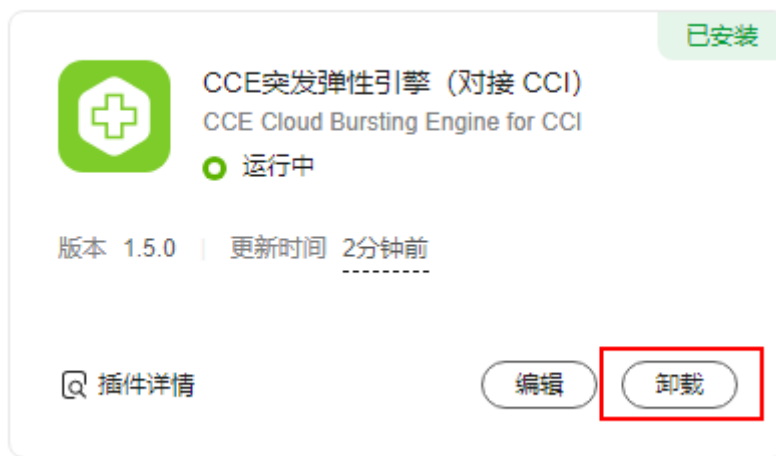 已安装
CCE突发弹性引擎（对接 CCI）
CCE Cloud Bursting Engine for CCI
运行中
版本 1.5.0 更新时间 2分钟前
插件详情 编辑 卸载